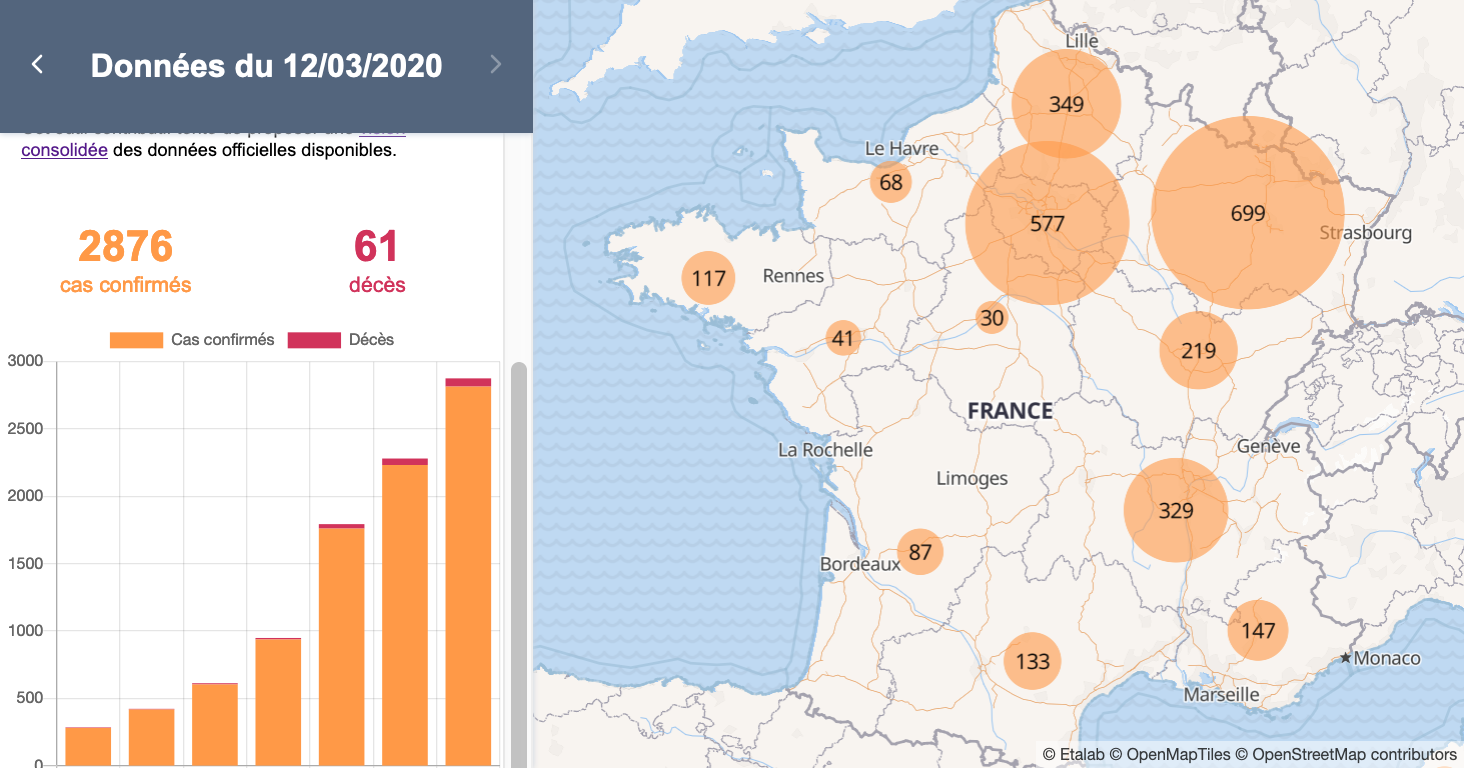 Données du 12/03/2020
consolidée des données officielles disponibles.
2876
cas confirmés
61
décès
Cas confirmés
Décès
3000
2500
2000
1500
1000
500
0
Lille
349
Le Havre
68
577
699
Strasbourg
117
Rennes
30
41
219
FRANCE
Genève
La Rochelle
Limoges
329
87
Bordeaux
147
133
Monaco
Marseille
© Etalab © OpenMapTiles © OpenStreetMap contributors